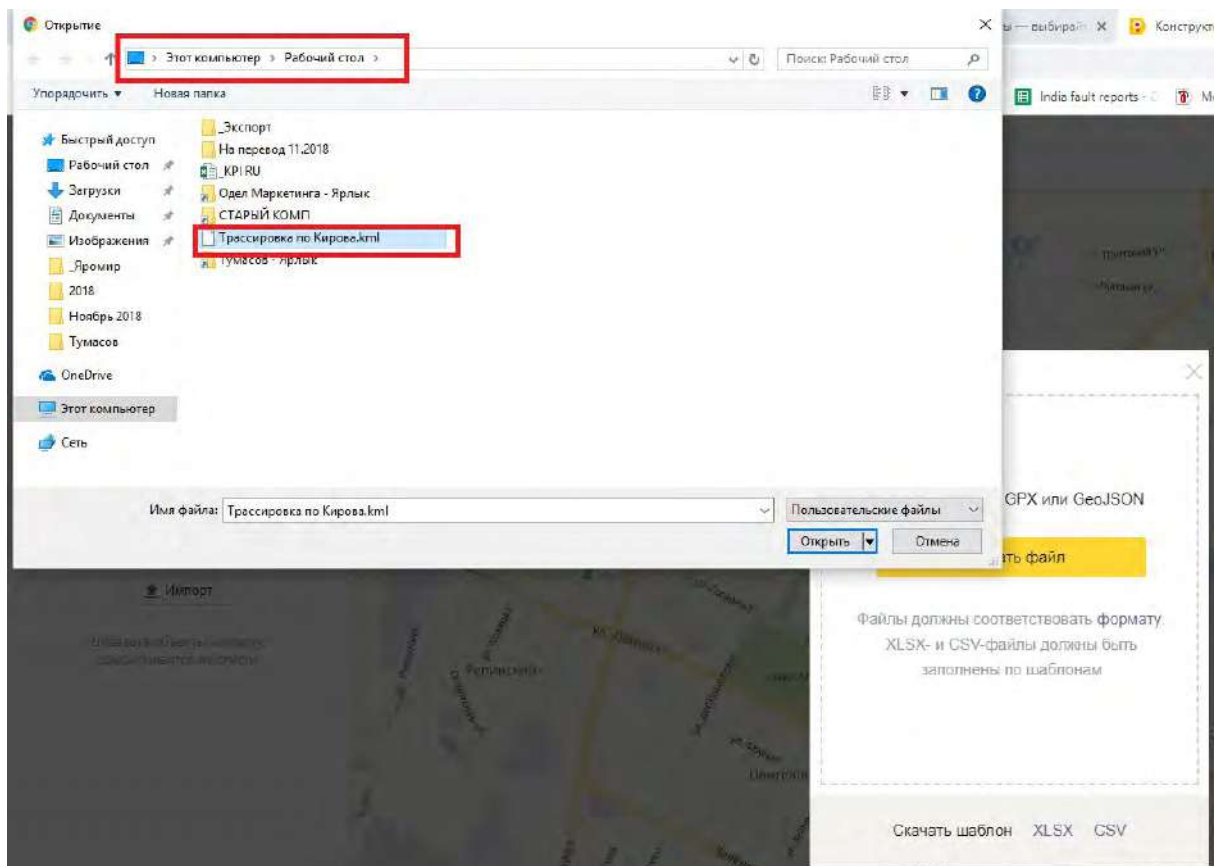 Открытие
Этот компьютер › Рабочий стол ›
Поиск: Рабочий стол
Упорядочить
Новая папка
Быстрый доступ
Рабочий стол
Загрузки
Документы
Изображения
_Яромир
2018
Ноябрь 2018
Тумасов
OneDrive
Этот компьютер
Сеть
_Экспорт
На перевод 11.2018
_KPI RU
Одел Маркетинга - Ярлык
СТАРЫЙ КОМП
Трассировка по Кирова.kml
Тумасов - Ярлык
Имя файла: Трассировка по Кирова.kml
Пользовательские файлы
Открыть
Отмена
India fault reports -
GPX или GeoJSON
файл
Файлы должны соответствовать формату.
XLSX- и CSV-файлы должны быть
заполнены по шаблонам
Скачать шаблон XLSX CSV
Импорт